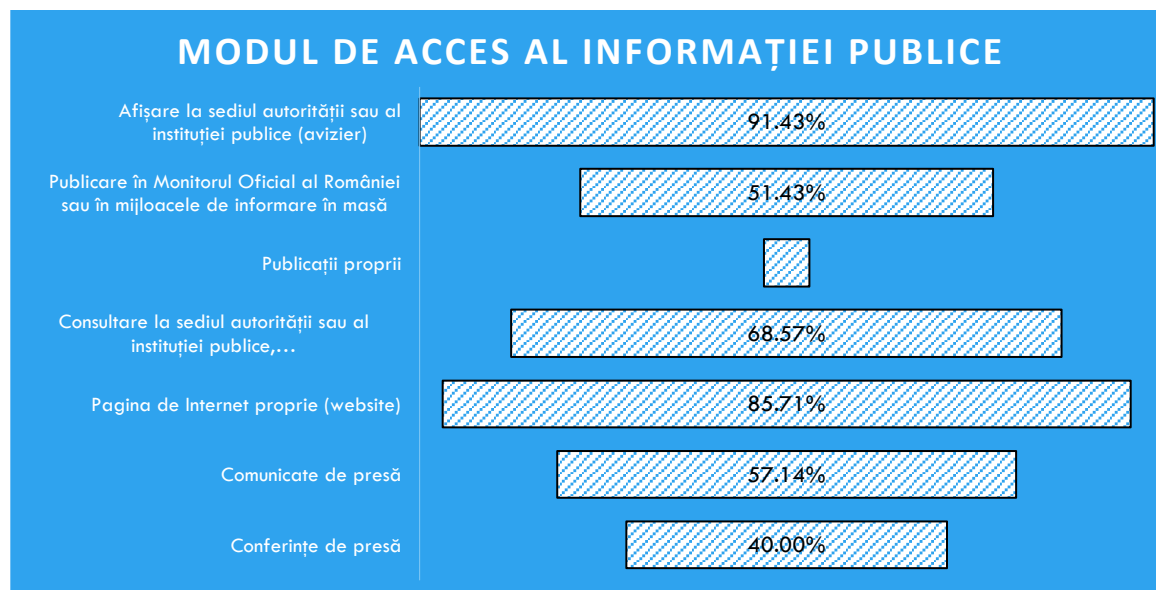 MODUL DE ACCES AL INFORMAȚIEI PUBLICE
Afișare la sediul autorității sau al
instituției publice (avizier)
91.43%
Publicare în Monitorul Oficial al României
sau în mijloacele de informare în masă
51.43%
Publicații proprii
Consultare la sediul autorității sau al
instituției publice,…
68.57%
Pagina de Internet proprie (website)
85.71%
Comunicate de presă
57.14%
Conferințe de presă
40.00%